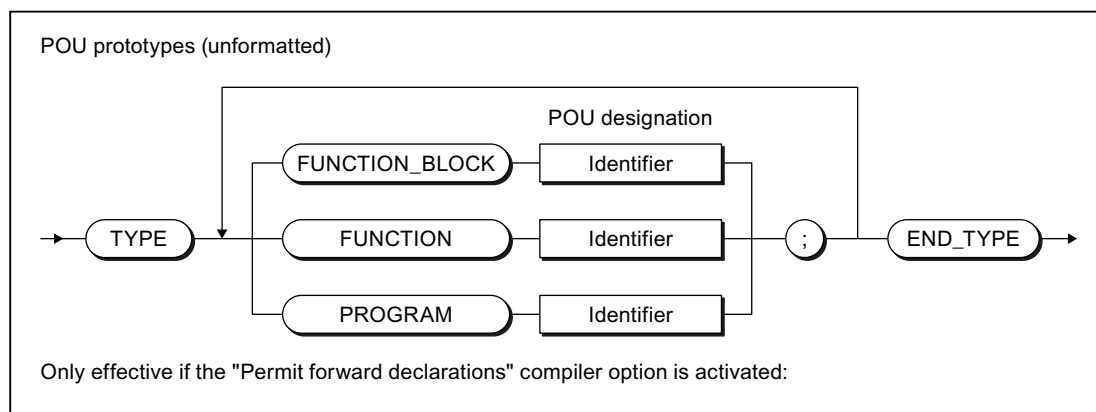 POU prototypes (unformatted)
POU designation
FUNCTION_BLOCK Identifier
TYPE FUNCTION Identifier ; END_TYPE
PROGRAM Identifier
Only effective if the "Permit forward declarations" compiler option is activated: